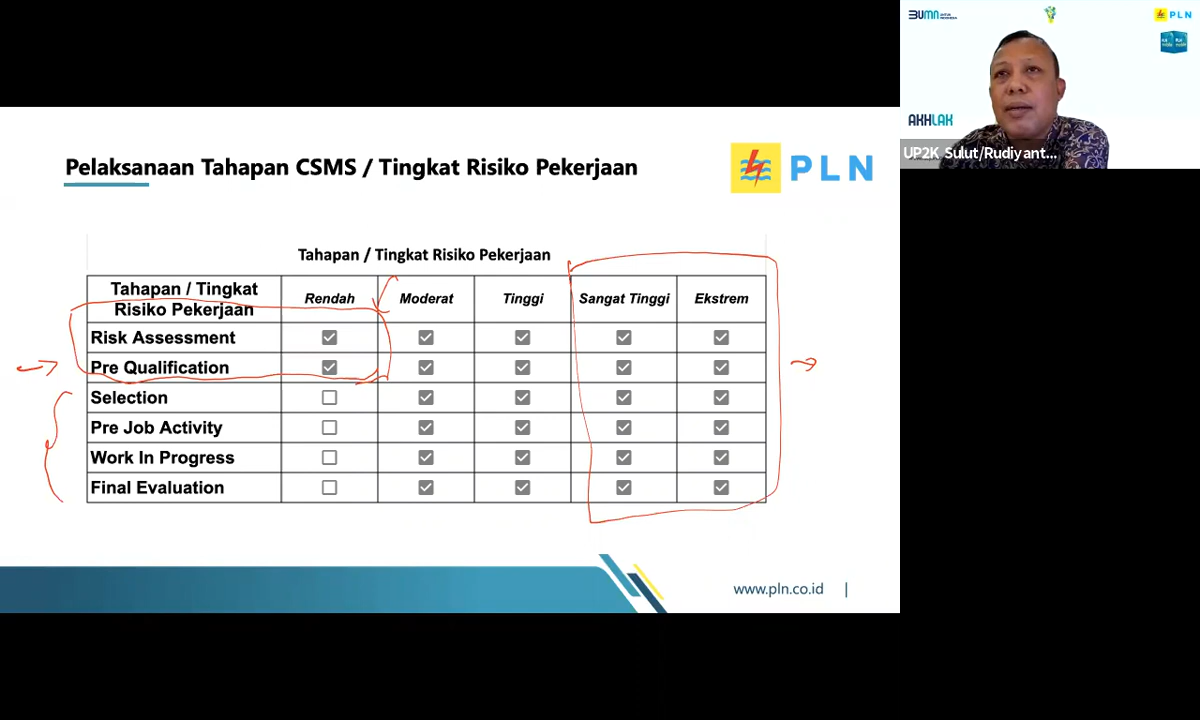 Pelaksanaan Tahapan CSMS / Tingkat Risiko Pekerjaan
PLN
Tahapan / Tingkat Risiko Pekerjaan
Tahapan / Tingkat Risiko Pekerjaan Rendah Moderat Tinggi Sangat Tinggi Ekstrem
Risk Assessment ☑ ☑ ☑ ☑ ☑
Pre Qualification ☑ ☑ ☑ ☑ ☑
Selection ☐ ☑ ☑ ☑ ☑
Pre Job Activity ☐ ☑ ☑ ☑ ☑
Work In Progress ☐ ☑ ☑ ☑ ☑
Final Evaluation ☐ ☑ ☑ ☑ ☑
www.pln.co.id |
BUMN
PLN
AKHLAK
UP2K Sulut/Rudiyant...